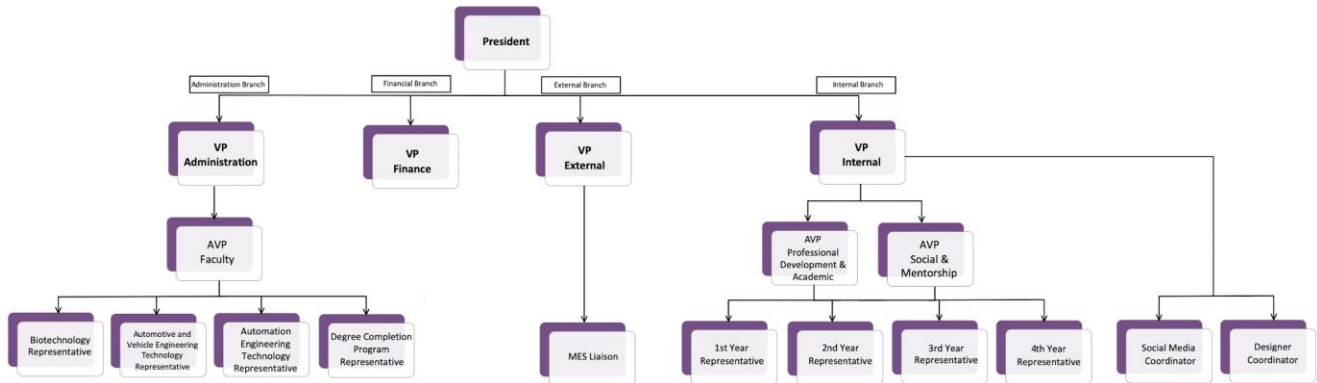 President
Administration Branch
Financial Branch
External Branch
Internal Branch
VP
Administration
VP
Finance
VP
External
VP
Internal
AVP
Faculty
AVP
Professional
Development &
Academic
AVP
Social &
Mentorship
Biotechnology
Representative
Automotive and
Vehicle Engineering
Technology
Representative
Automation
Engineering
Technology
Representative
Degree Completion
Program
Representative
MES Liaison
1st Year
Representative
2nd Year
Representative
3rd Year
Representative
4th Year
Representative
Social Media
Coordinator
Designer
Coordinator